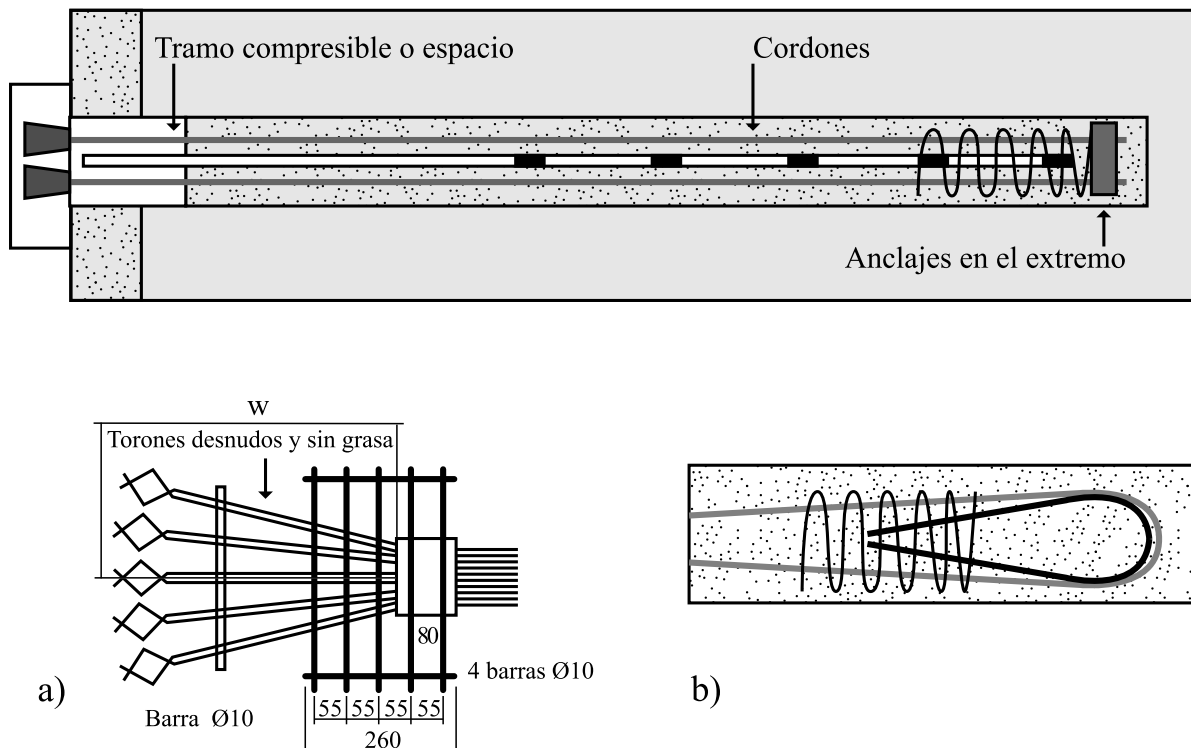 Tramo compresible o espacio
Cordones
Anclajes en el extremo
w
Torones desnudos y sin grasa
80
4 barras Ø10
a)
Barra Ø10
55 55 55 55
260
b)